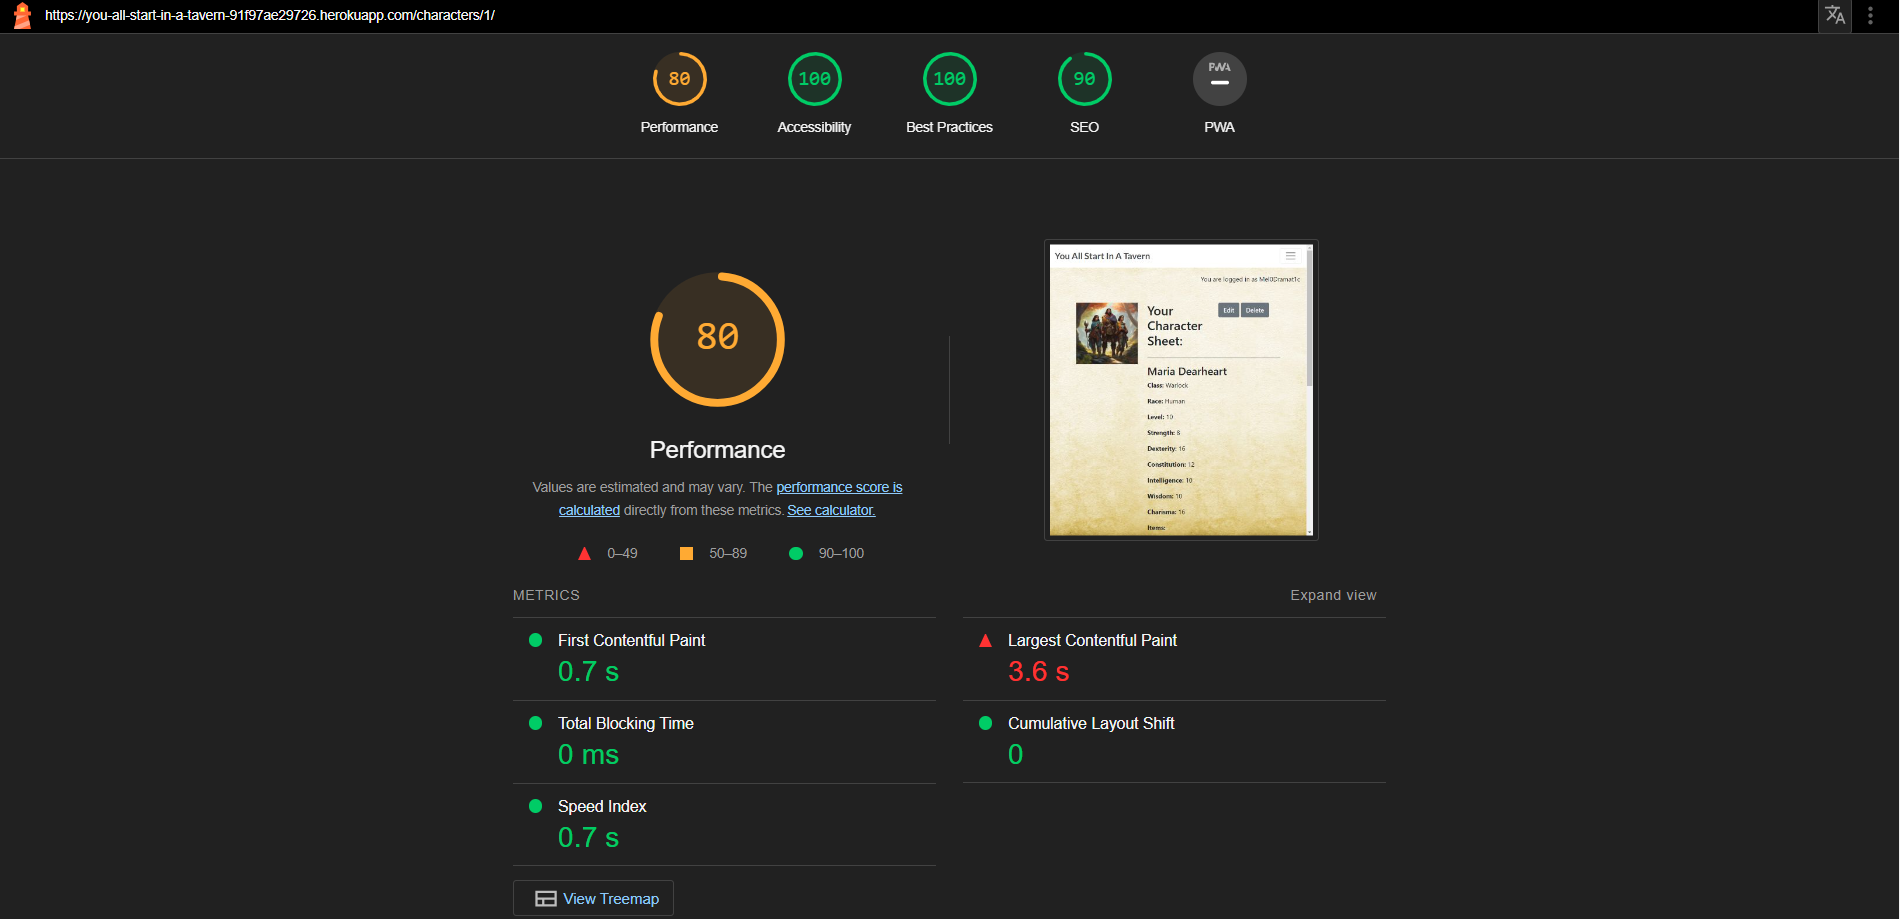 https://you-all-start-in-a-tavern-91f97ae29726.herokuapp.com/characters/1/
80
100
100
90
PWA
Performance
Accessibility
Best Practices
SEO
PWA
80
Performance
Values are estimated and may vary. The performance score is
calculated directly from these metrics. See calculator.
0–49
50–89
90–100
You All Start In A Tavern
You are logged in as Mel0Dramat1c
Your
Character
Sheet:
Edit
Delete
Maria Dearheart
Class: Warlock
Race: Human
Level: 10
Strength: 8
Dexterity: 16
Constitution: 12
Intelligence: 10
Wisdom: 10
Charisma: 16
Items:
METRICS
Expand view
First Contentful Paint
0.7 s
Largest Contentful Paint
3.6 s
Total Blocking Time
0 ms
Cumulative Layout Shift
0
Speed Index
0.7 s
View Treemap